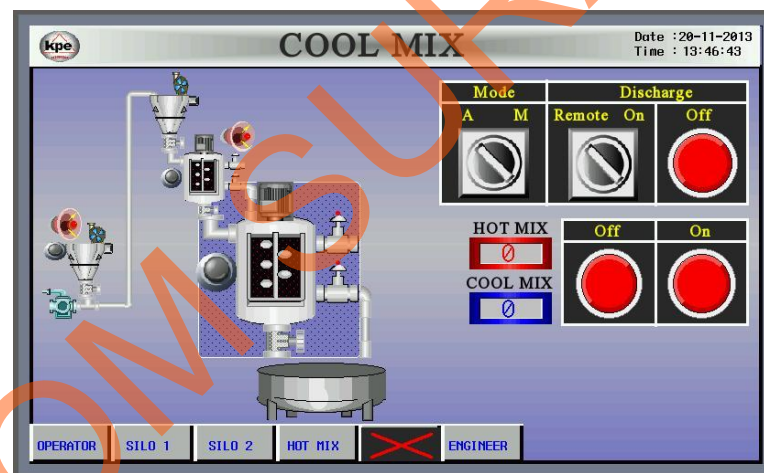 kpe
COOL MIX
Date :20-11-2013
Time : 13:46:43
Mode
Discharge
A M
Remote On
Off
HOT MIX
0
COOL MIX
0
Off
On
OPERATOR
SILO 1
SILO 2
HOT MIX
ENGINEER